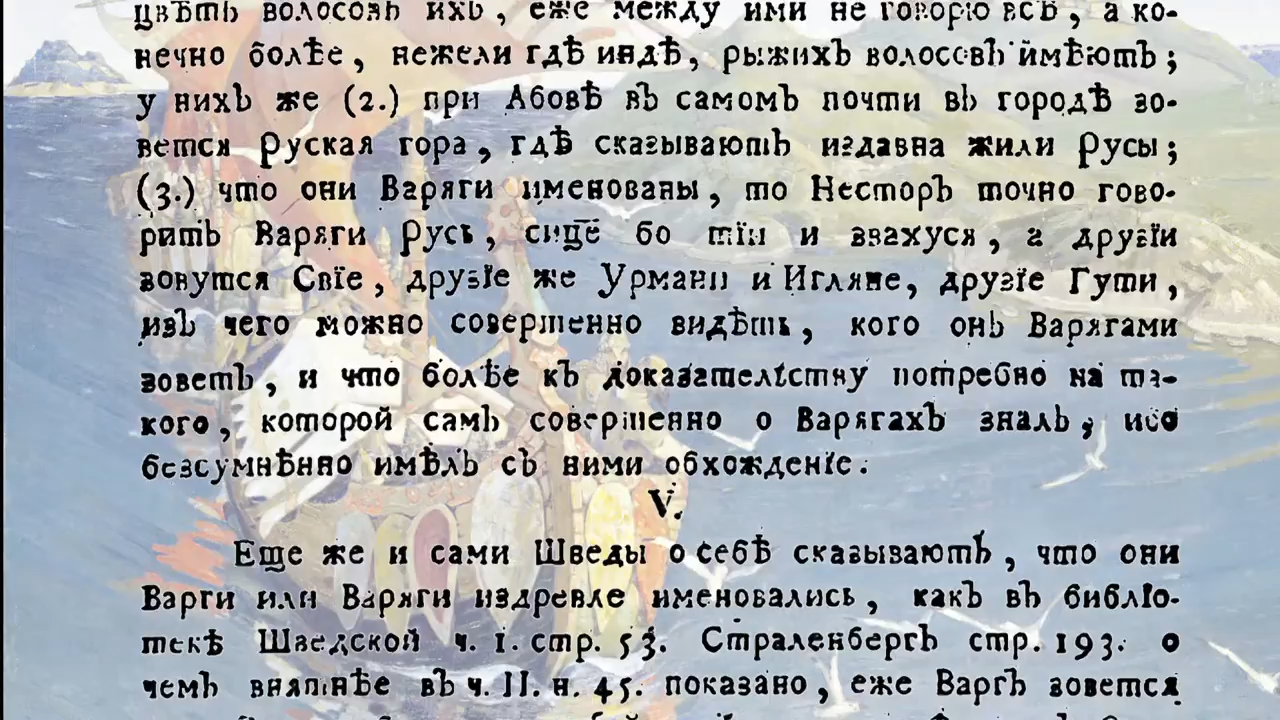 цвѣтъ волосовъ ихъ, еже между ими не говорю всѣ, а ко-
нечно болѣе, нежели гдѣ индѣ, рыжихъ волосовъ имѣютъ;
у нихъ же (2.) при Абовѣ въ самомъ почти въ городѣ зо-
вется Руская гора, гдѣ сказываютъ издавна жили Русы;
(3.) что они Варяги именованы, то Несторъ точно гово-
ритъ Варяги Русь, сице бо тіи и звахуся, а другіи
зовутся Свіе, друзіе же Урмани и Игляне, друзіе Гути,
изъ чего можно совершенно видѣть, кого онъ Варягами
зоветъ, и что болѣе къ доказателству потребно на та-
кого, которой самъ совершенно о Варягахъ зналъ, ибо
безсумнѣнно имѣлъ съ ними обхожденіе.
V.
Еще же и сами Шведы о себѣ сказываютъ, что они
Варги или Варяги издревле именовались, какъ въ библіо-
текѣ Шведской ч. I. стр. 53. Страленбергъ стр. 193. о
чемъ внятнѣе въ ч. II. н. 45. показано, еже Варгъ зовется